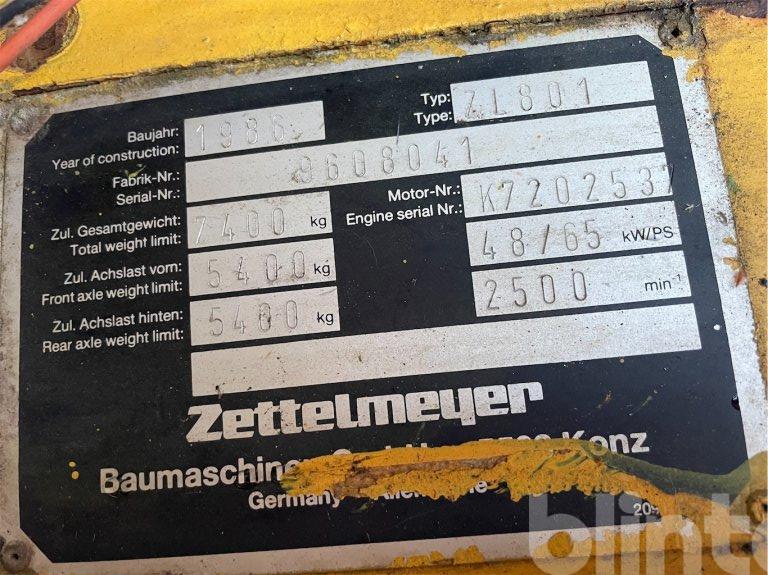 Baujahr: 1986
Year of construction:
Typ: ZL801
Type:
Fabrik-Nr.: 9608041
Serial-Nr.:
Motor-Nr.: K7202537
Engine serial Nr.:
Zul. Gesamtgewicht: 7400 kg
Total weight limit:
48/65 kW/PS
Zul. Achslast vorn: 5400 kg
Front axle weight limit:
2500 min⁻¹
Zul. Achslast hinten: 5400 kg
Rear axle weight limit:
Zettelmeyer
Konz
Germany